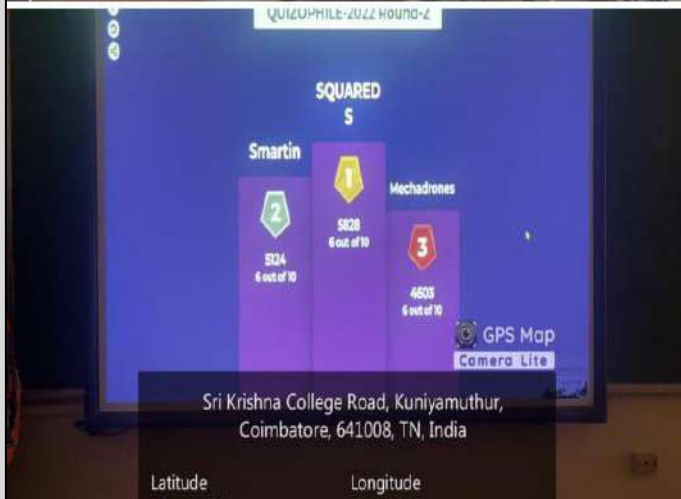 QUIZOPHILE-2022 Round-2
SQUARED
S
Smartin
Mechadrones
1
2
3
5828
6 out of 10
5124
6 out of 10
4603
6 out of 10
GPS Map
Camera Lite
Sri Krishna College Road, Kuniyamuthur,
Coimbatore, 641008, TN, India
Latitude
Longitude